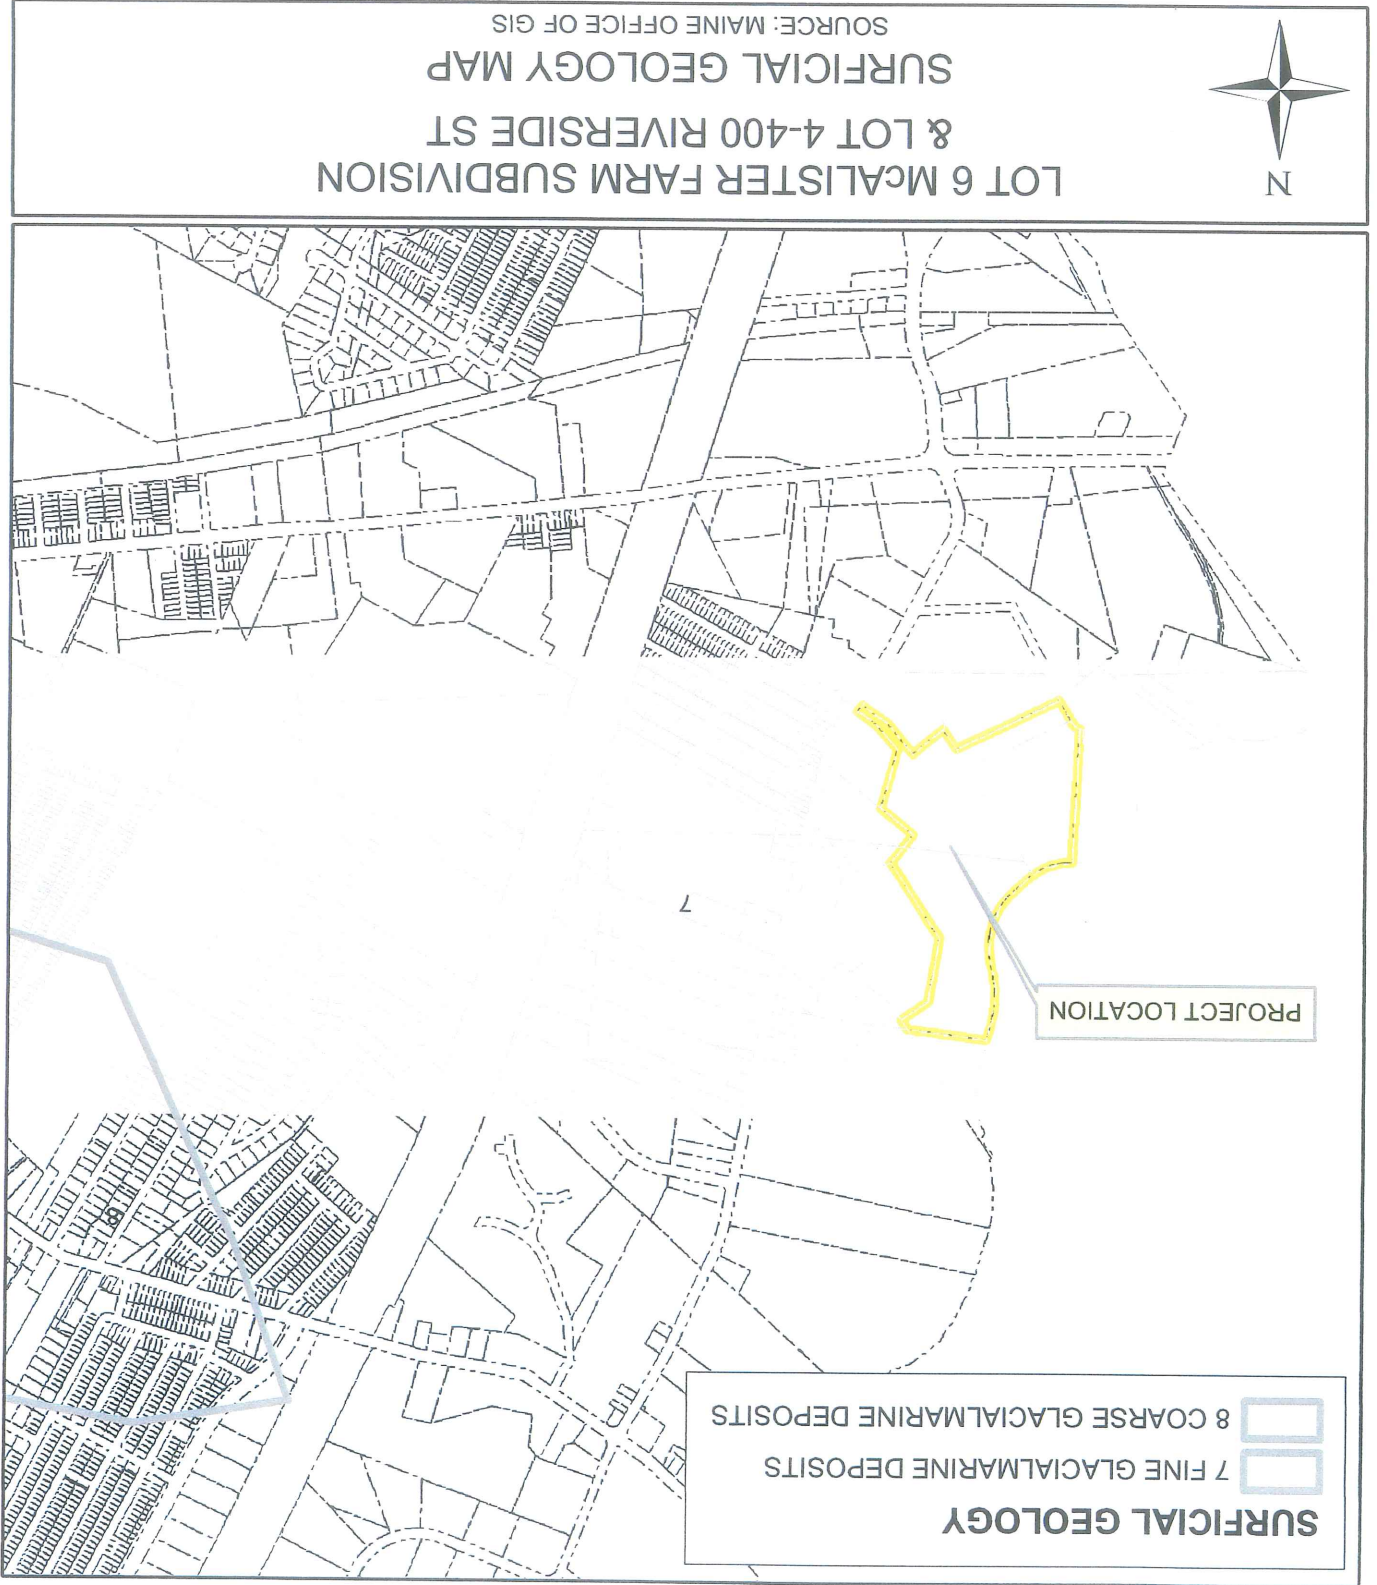 SURFICIAL GEOLOGY
7 FINE GLACIALMARINE DEPOSITS
8 COARSE GLACIALMARINE DEPOSITS
8
PROJECT LOCATION
7
N
LOT 6 McALISTER FARM SUBDIVISION
& LOT 4-400 RIVERSIDE ST
SURFICIAL GEOLOGY MAP
SOURCE: MAINE OFFICE OF GIS